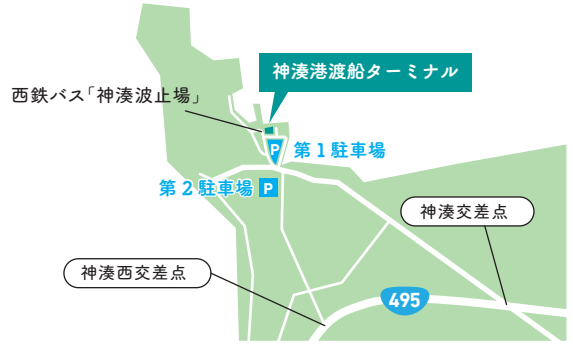 神湊港渡船ターミナル
西鉄バス「神湊波止場」
P 第1駐車場
第2駐車場 P
神湊交差点
神湊西交差点
495